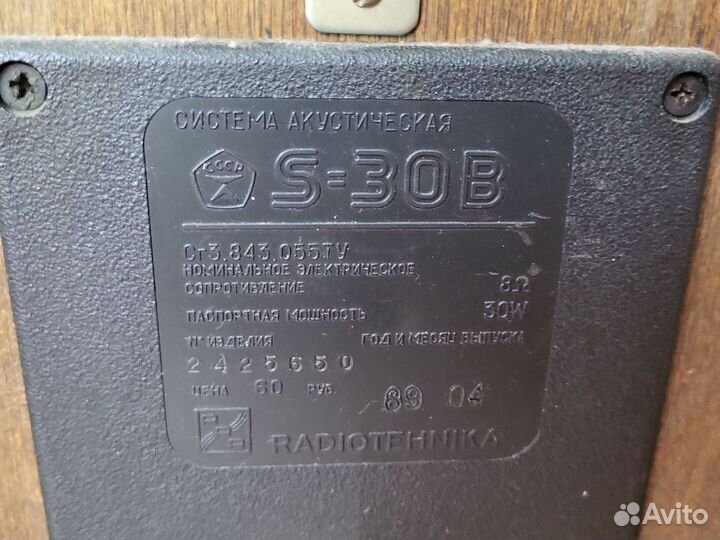 СИСТЕМА АКУСТИЧЕСКАЯ
СССР S-30B
Ст3.843.055ТУ
НОМИНАЛЬНОЕ ЭЛЕКТРИЧЕСКОЕ
СОПРОТИВЛЕНИЕ 8Ω
ПАСПОРТНАЯ МОЩНОСТЬ 30W
№ ИЗДЕЛИЯ ГОД И МЕСЯЦ ВЫПУСКА
2425650
ЦЕНА 60 РУБ. 89 04
RADIOTEHNIKA
Avito